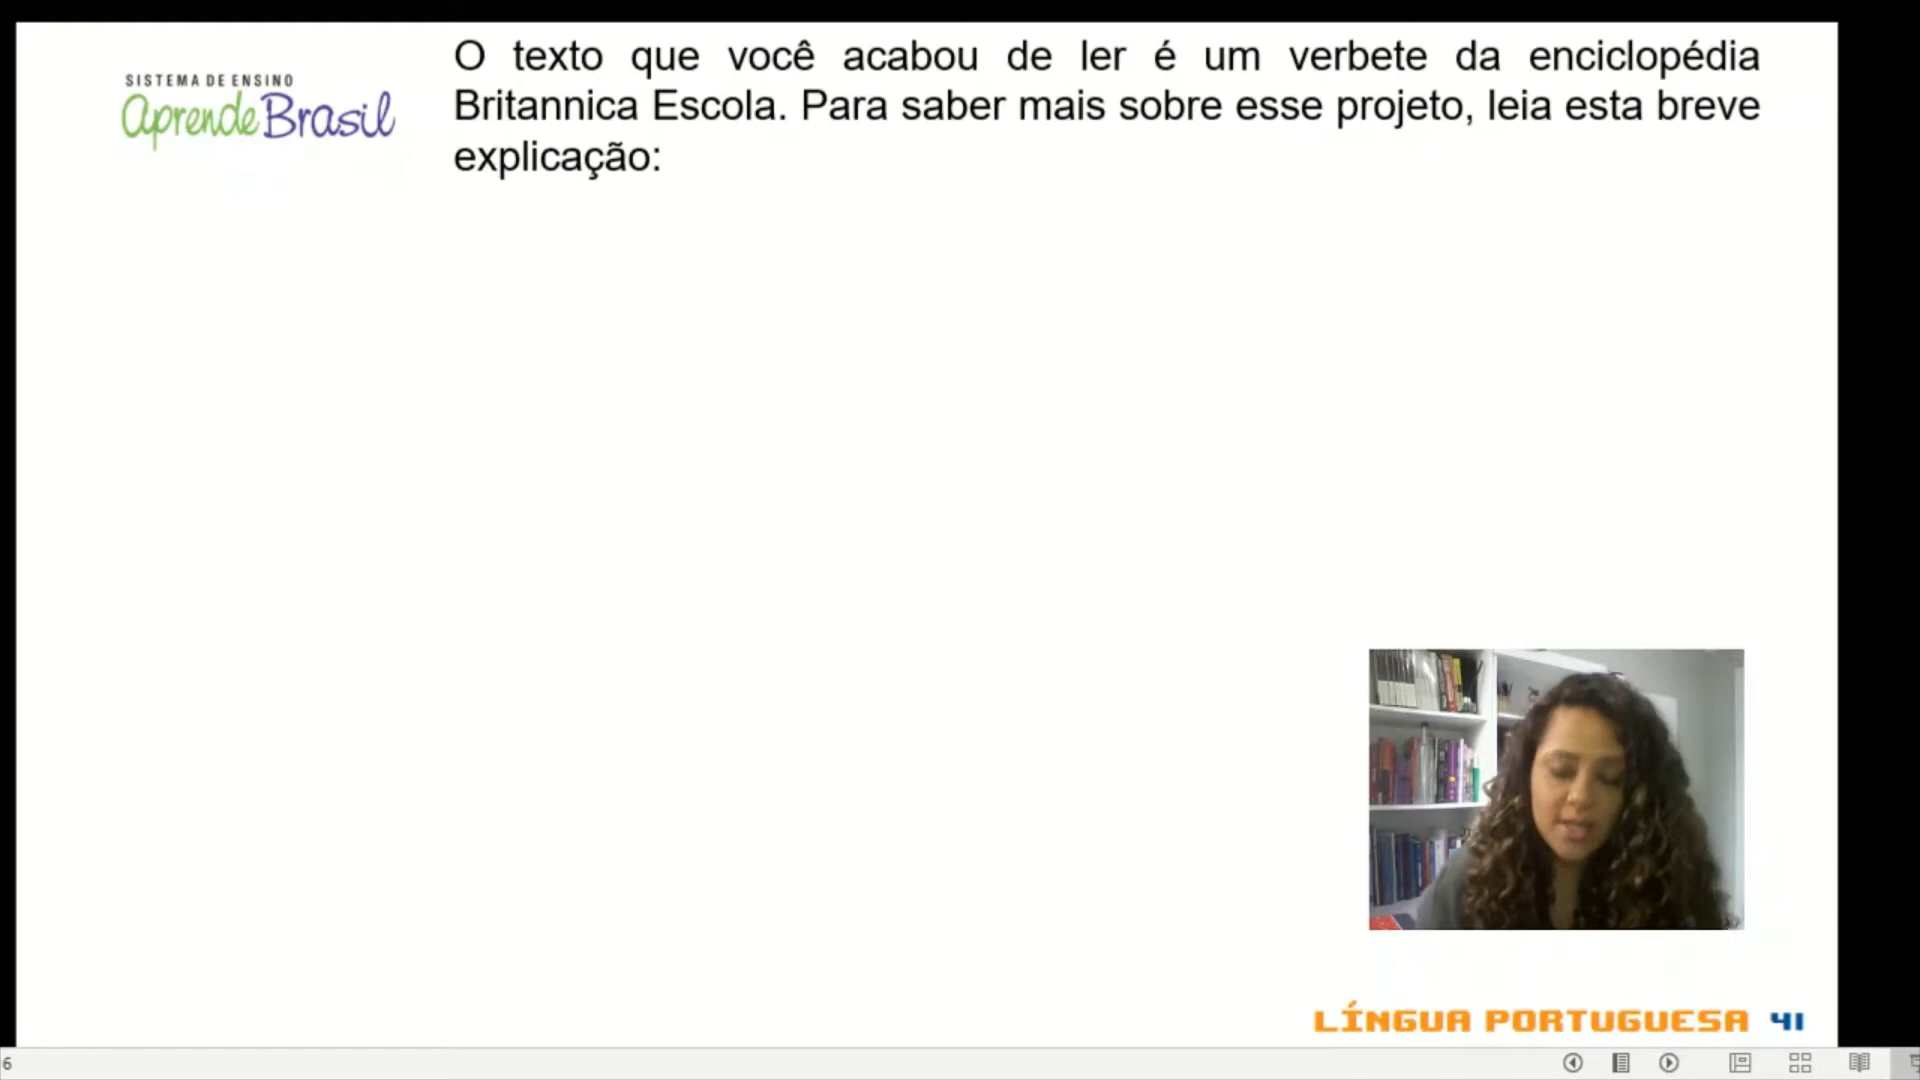 SISTEMA DE ENSINO
aprende Brasil
O texto que você acabou de ler é um verbete da enciclopédia
Britannica Escola. Para saber mais sobre esse projeto, leia esta breve
explicação:
LÍNGUA PORTUGUESA 41
6